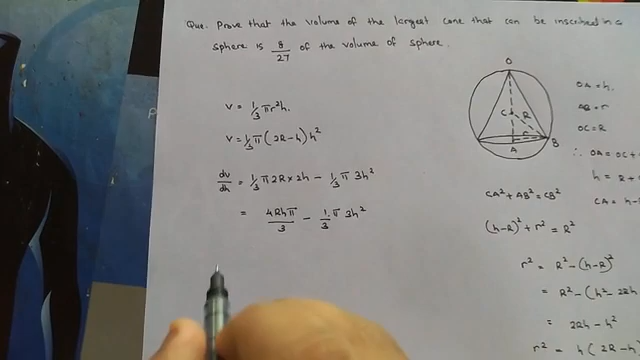 Que. Prove that the volume of the largest cone that can be inscribed in a
sphere is 8/27 of the volume of sphere.
V = 1/3 π r²h.
V = 1/3 π (2R - h) h²
dv/dh = 1/3 π 2R × 2h - 1/3 π 3h²
= 4Rhπ/3 - 1/3 π 3h²
O
C
R
r
A
B
OA = h.
AB = r
OC = R
∴ OA = OC +
h = R +
CA = h - R
CA² + AB² = CB²
(h-R)² + r² = R²
r² = R² - (h-R)²
= R² - (h² - 2Rh
= 2Rh - h²
r² = h ( 2R - h